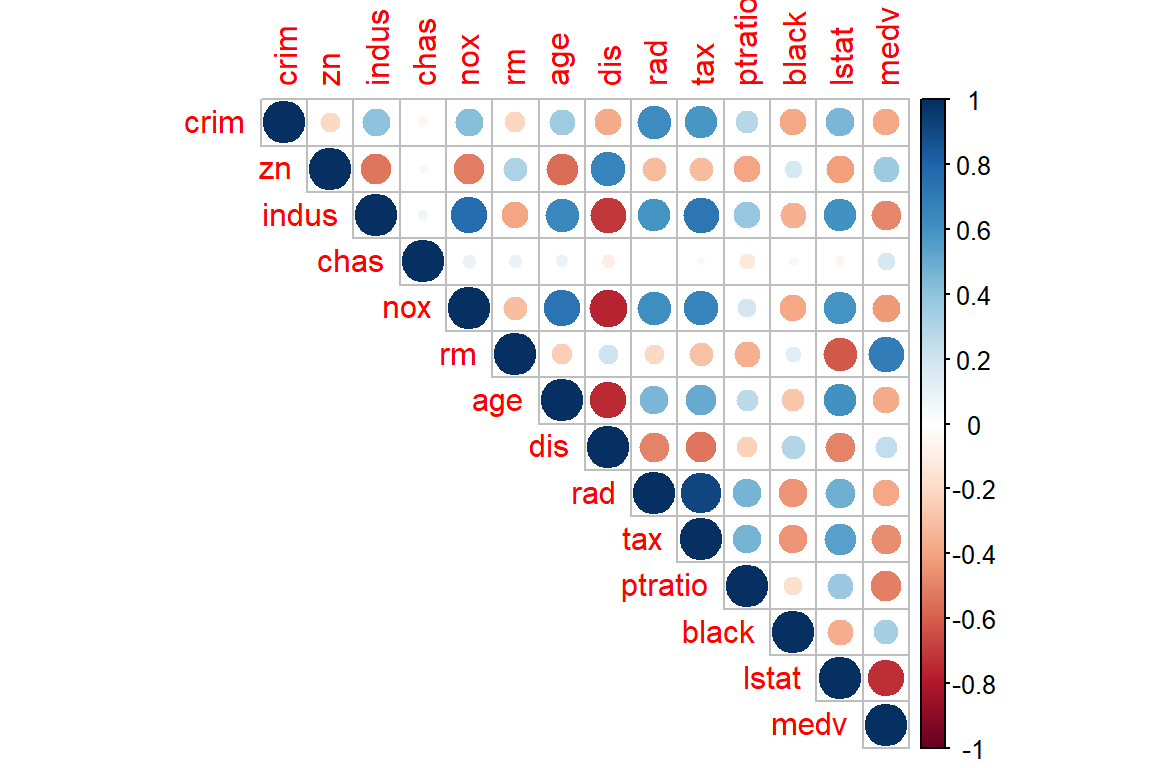 crim
zn
indus
chas
nox
rm
age
dis
rad
tax
ptratio
black
lstat
medv
crim
zn
indus
chas
nox
rm
age
dis
rad
tax
ptratio
black
lstat
medv
1
0.8
0.6
0.4
0.2
0
-0.2
-0.4
-0.6
-0.8
-1